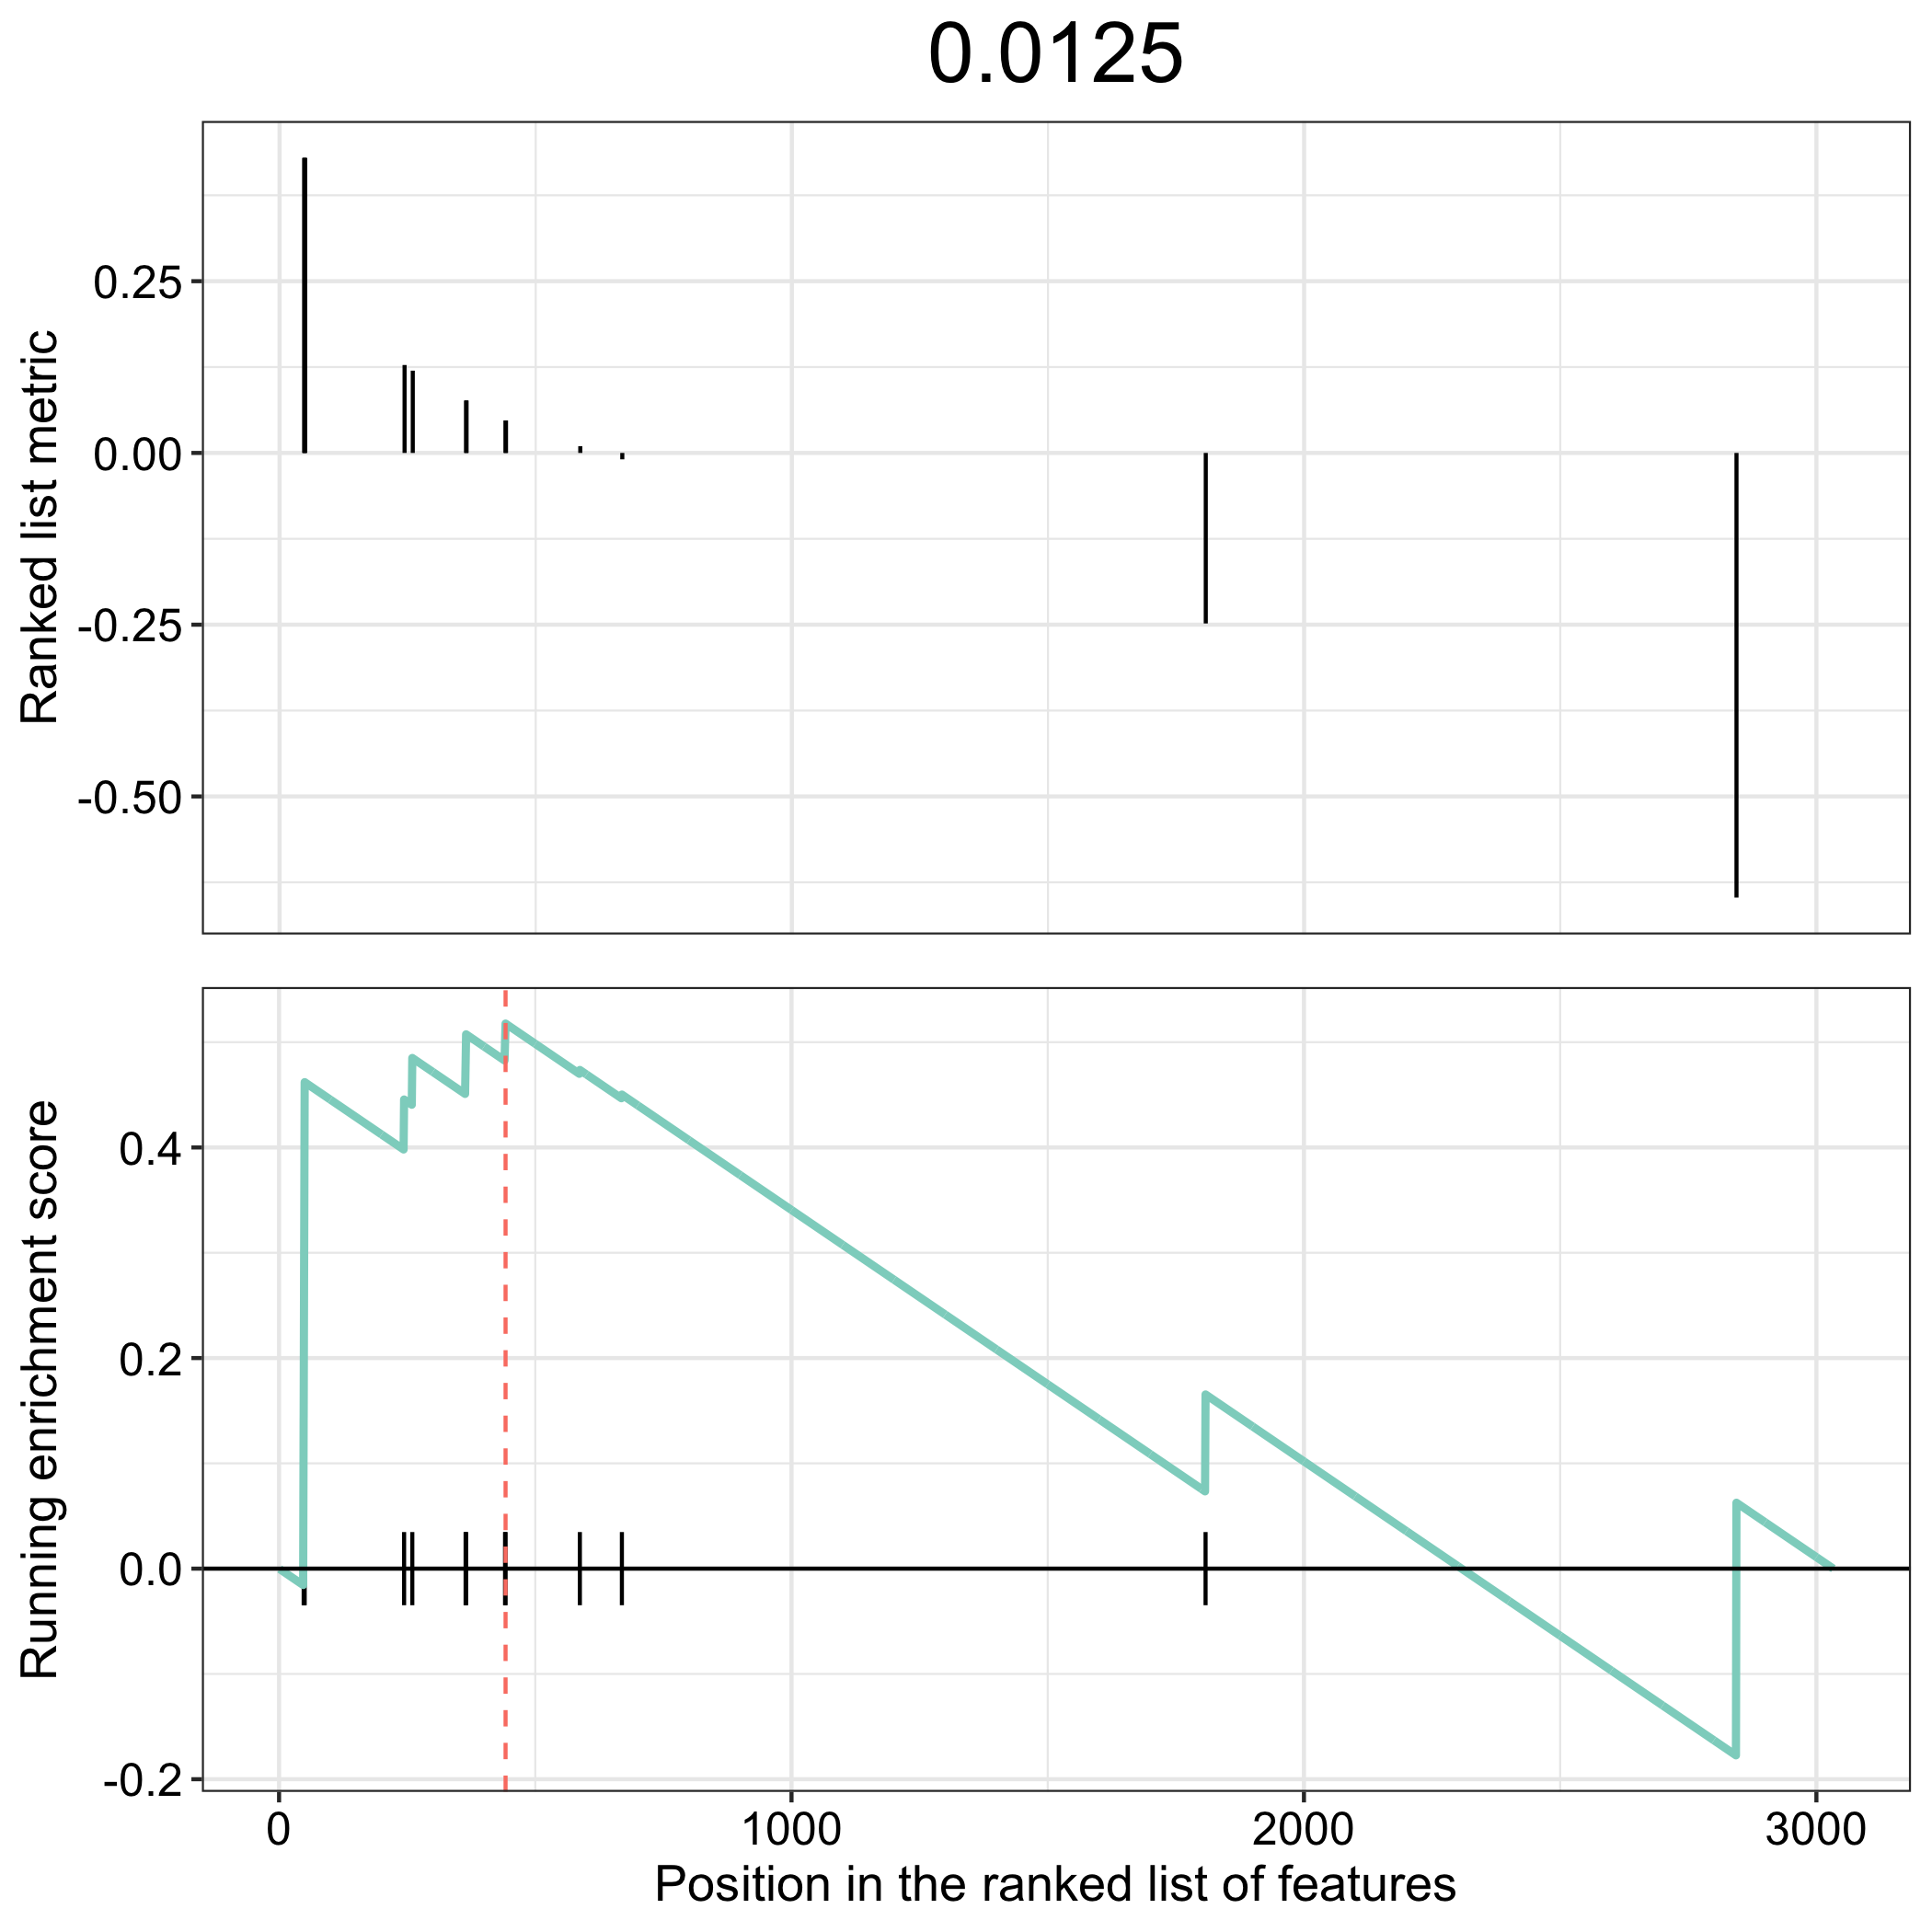 0.0125
Ranked list metric
0.25
0.00
-0.25
-0.50
Running enrichment score
0.4
0.2
0.0
-0.2
0 1000 2000 3000
Position in the ranked list of features